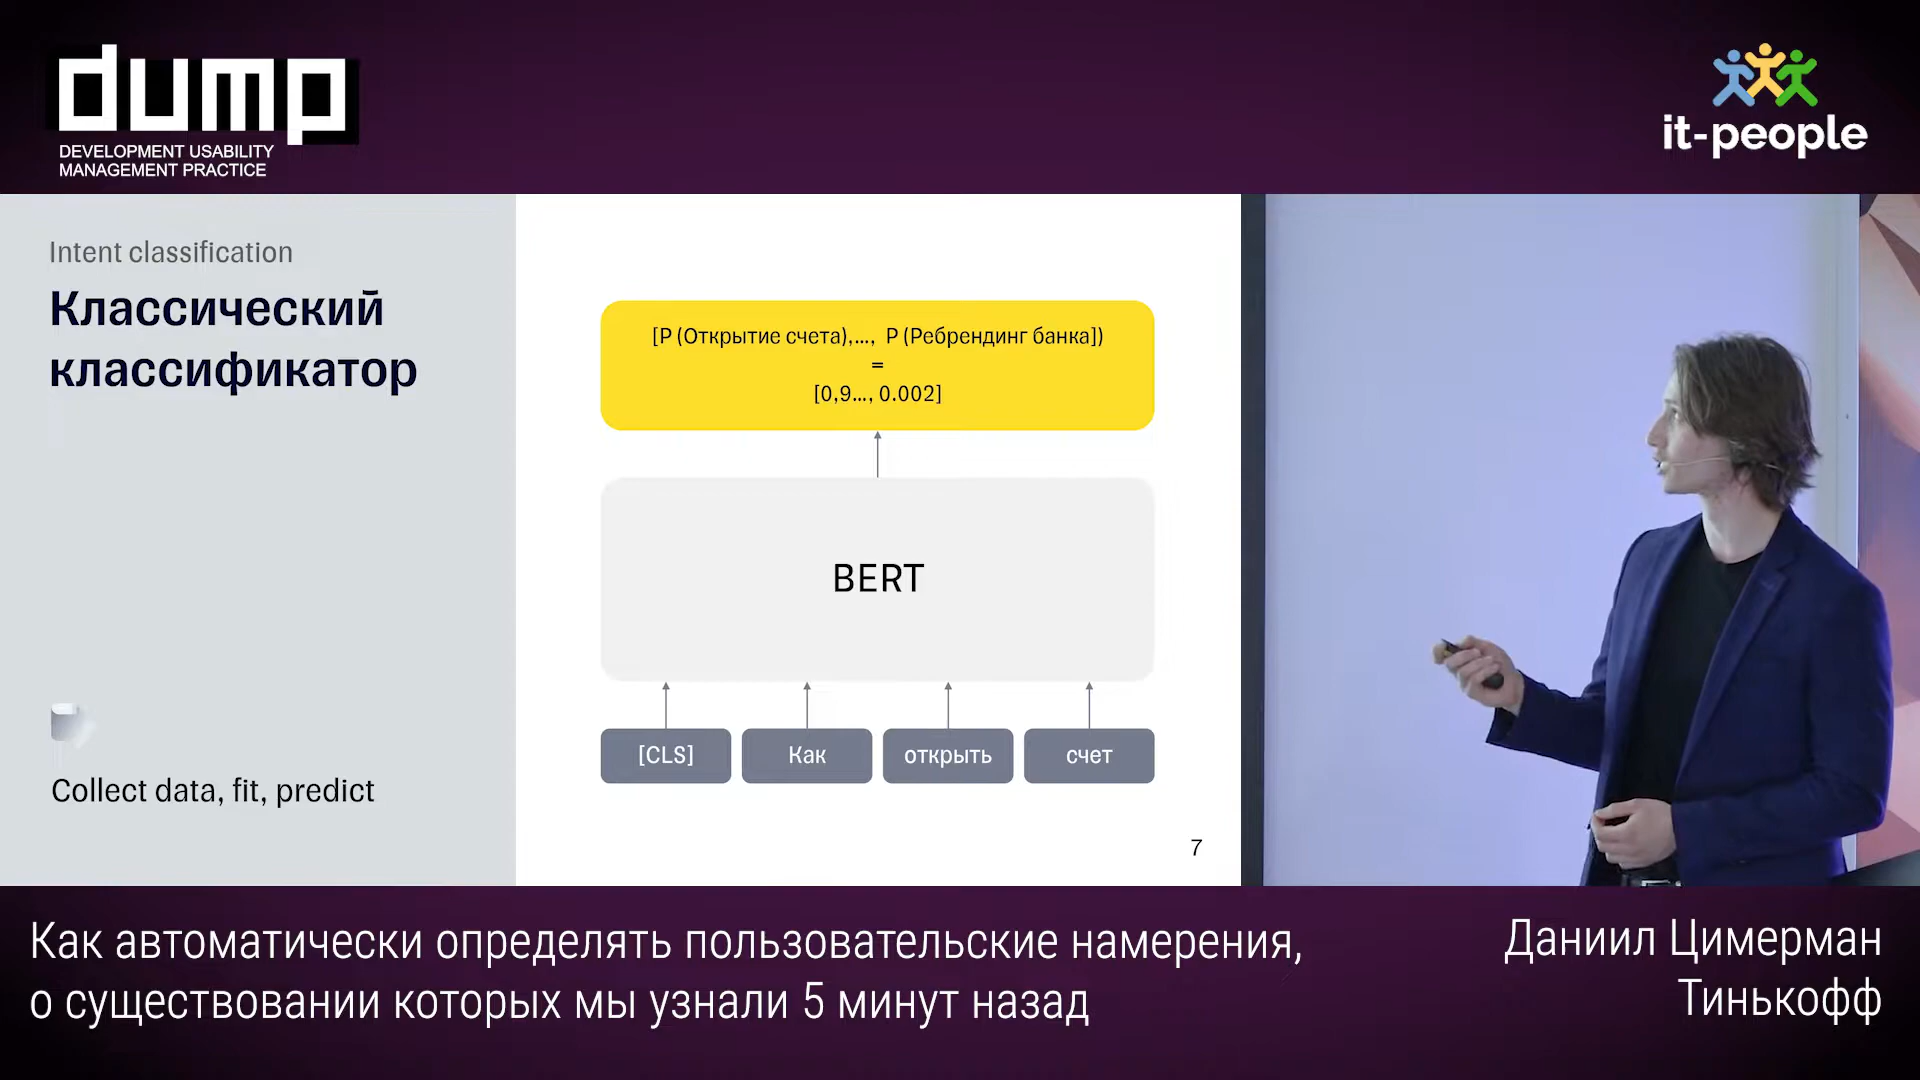 dump
DEVELOPMENT USABILITY
MANAGEMENT PRACTICE
it-people
Intent classification
Классический
классификатор
[P (Открытие счета),..., P (Ребрендинг банка])
=
[0,9..., 0.002]
BERT
[CLS]
Как
открыть
счет
Collect data, fit, predict
7
Как автоматически определять пользовательские намерения,
о существовании которых мы узнали 5 минут назад
Даниил Цимерман
Тинькофф